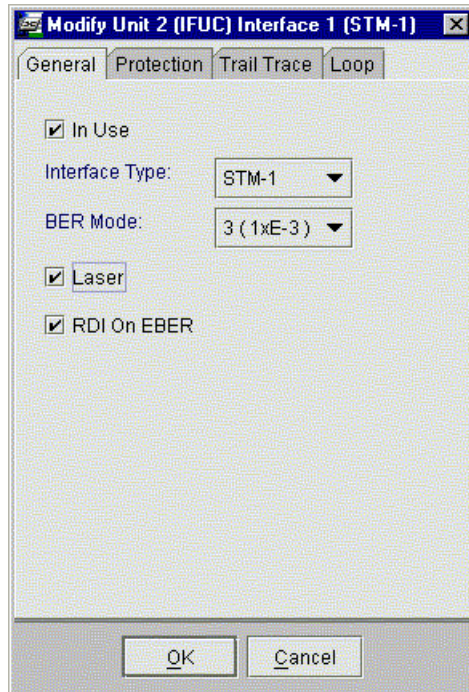 Modify Unit 2 (IFUC) Interface 1 (STM-1)
General Protection Trail Trace Loop
In Use
Interface Type: STM-1
BER Mode: 3 ( 1xE-3 )
Laser
RDI On EBER
OK Cancel